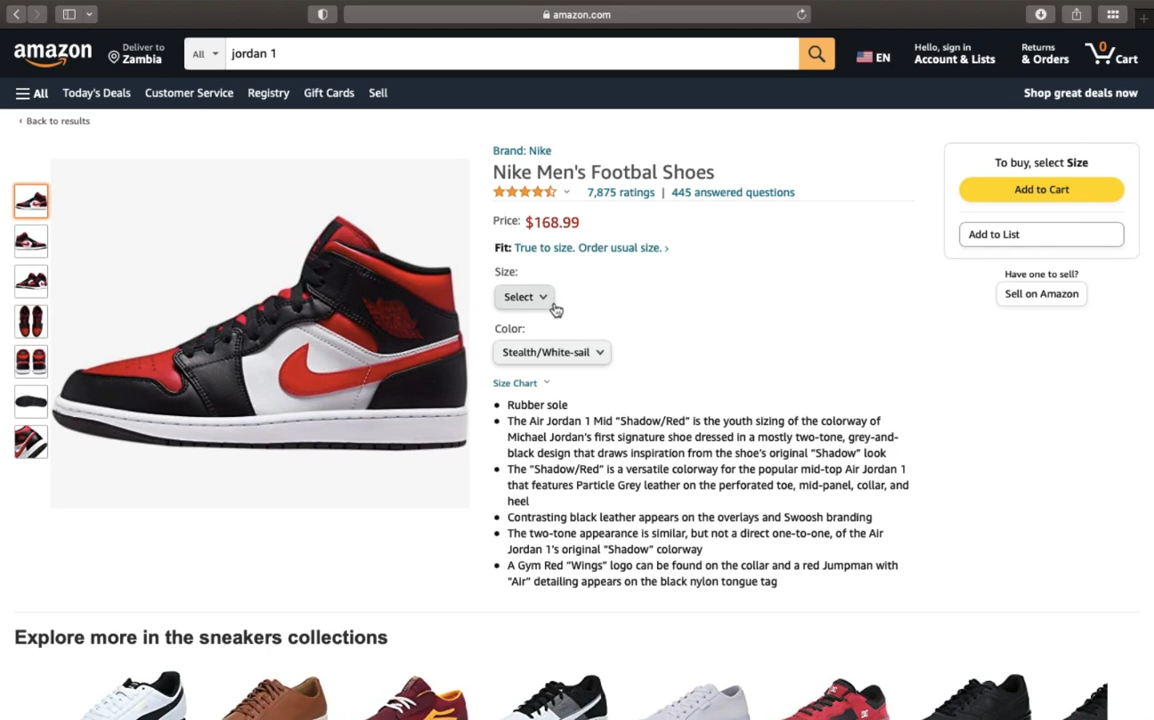 amazon.com
amazon
Deliver to
Zambia
All
jordan 1
EN
Hello, sign in
Account & Lists
Returns
& Orders
0
Cart
All
Today's Deals
Customer Service
Registry
Gift Cards
Sell
Shop great deals now
‹ Back to results
Brand: Nike
Nike Men's Footbal Shoes
7,875 ratings | 445 answered questions
Price: $168.99
Fit: True to size. Order usual size. ›
Size:
Select
Color:
Stealth/White-sail
Size Chart
• Rubber sole
• The Air Jordan 1 Mid "Shadow/Red" is the youth sizing of the colorway of
Michael Jordan's first signature shoe dressed in a mostly two-tone, grey-and-
black design that draws inspiration from the shoe's original "Shadow" look
• The "Shadow/Red" is a versatile colorway for the popular mid-top Air Jordan 1
that features Particle Grey leather on the perforated toe, mid-panel, collar, and
heel
• Contrasting black leather appears on the overlays and Swoosh branding
• The two-tone appearance is similar, but not a direct one-to-one, of the Air
Jordan 1's original "Shadow" colorway
• A Gym Red "Wings" logo can be found on the collar and a red Jumpman with
"Air" detailing appears on the black nylon tongue tag
To buy, select Size
Add to Cart
Add to List
Have one to sell?
Sell on Amazon
Explore more in the sneakers collections